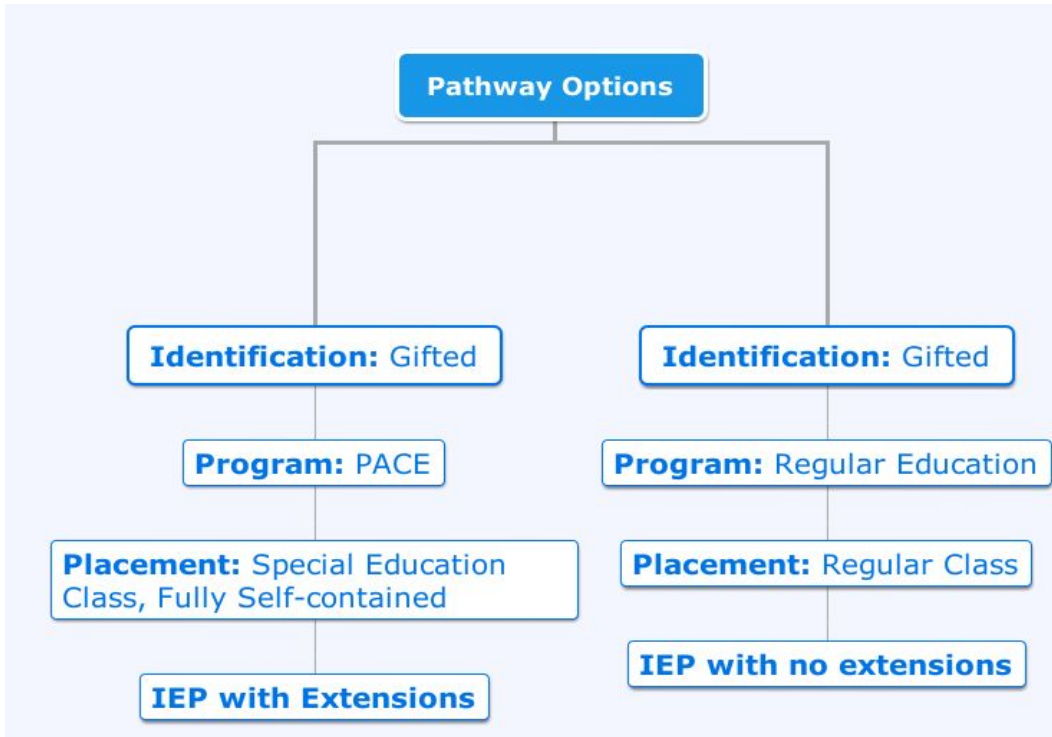 Pathway Options
Identification: Gifted
Program: PACE
Placement: Special Education
Class, Fully Self-contained
IEP with Extensions
Identification: Gifted
Program: Regular Education
Placement: Regular Class
IEP with no extensions